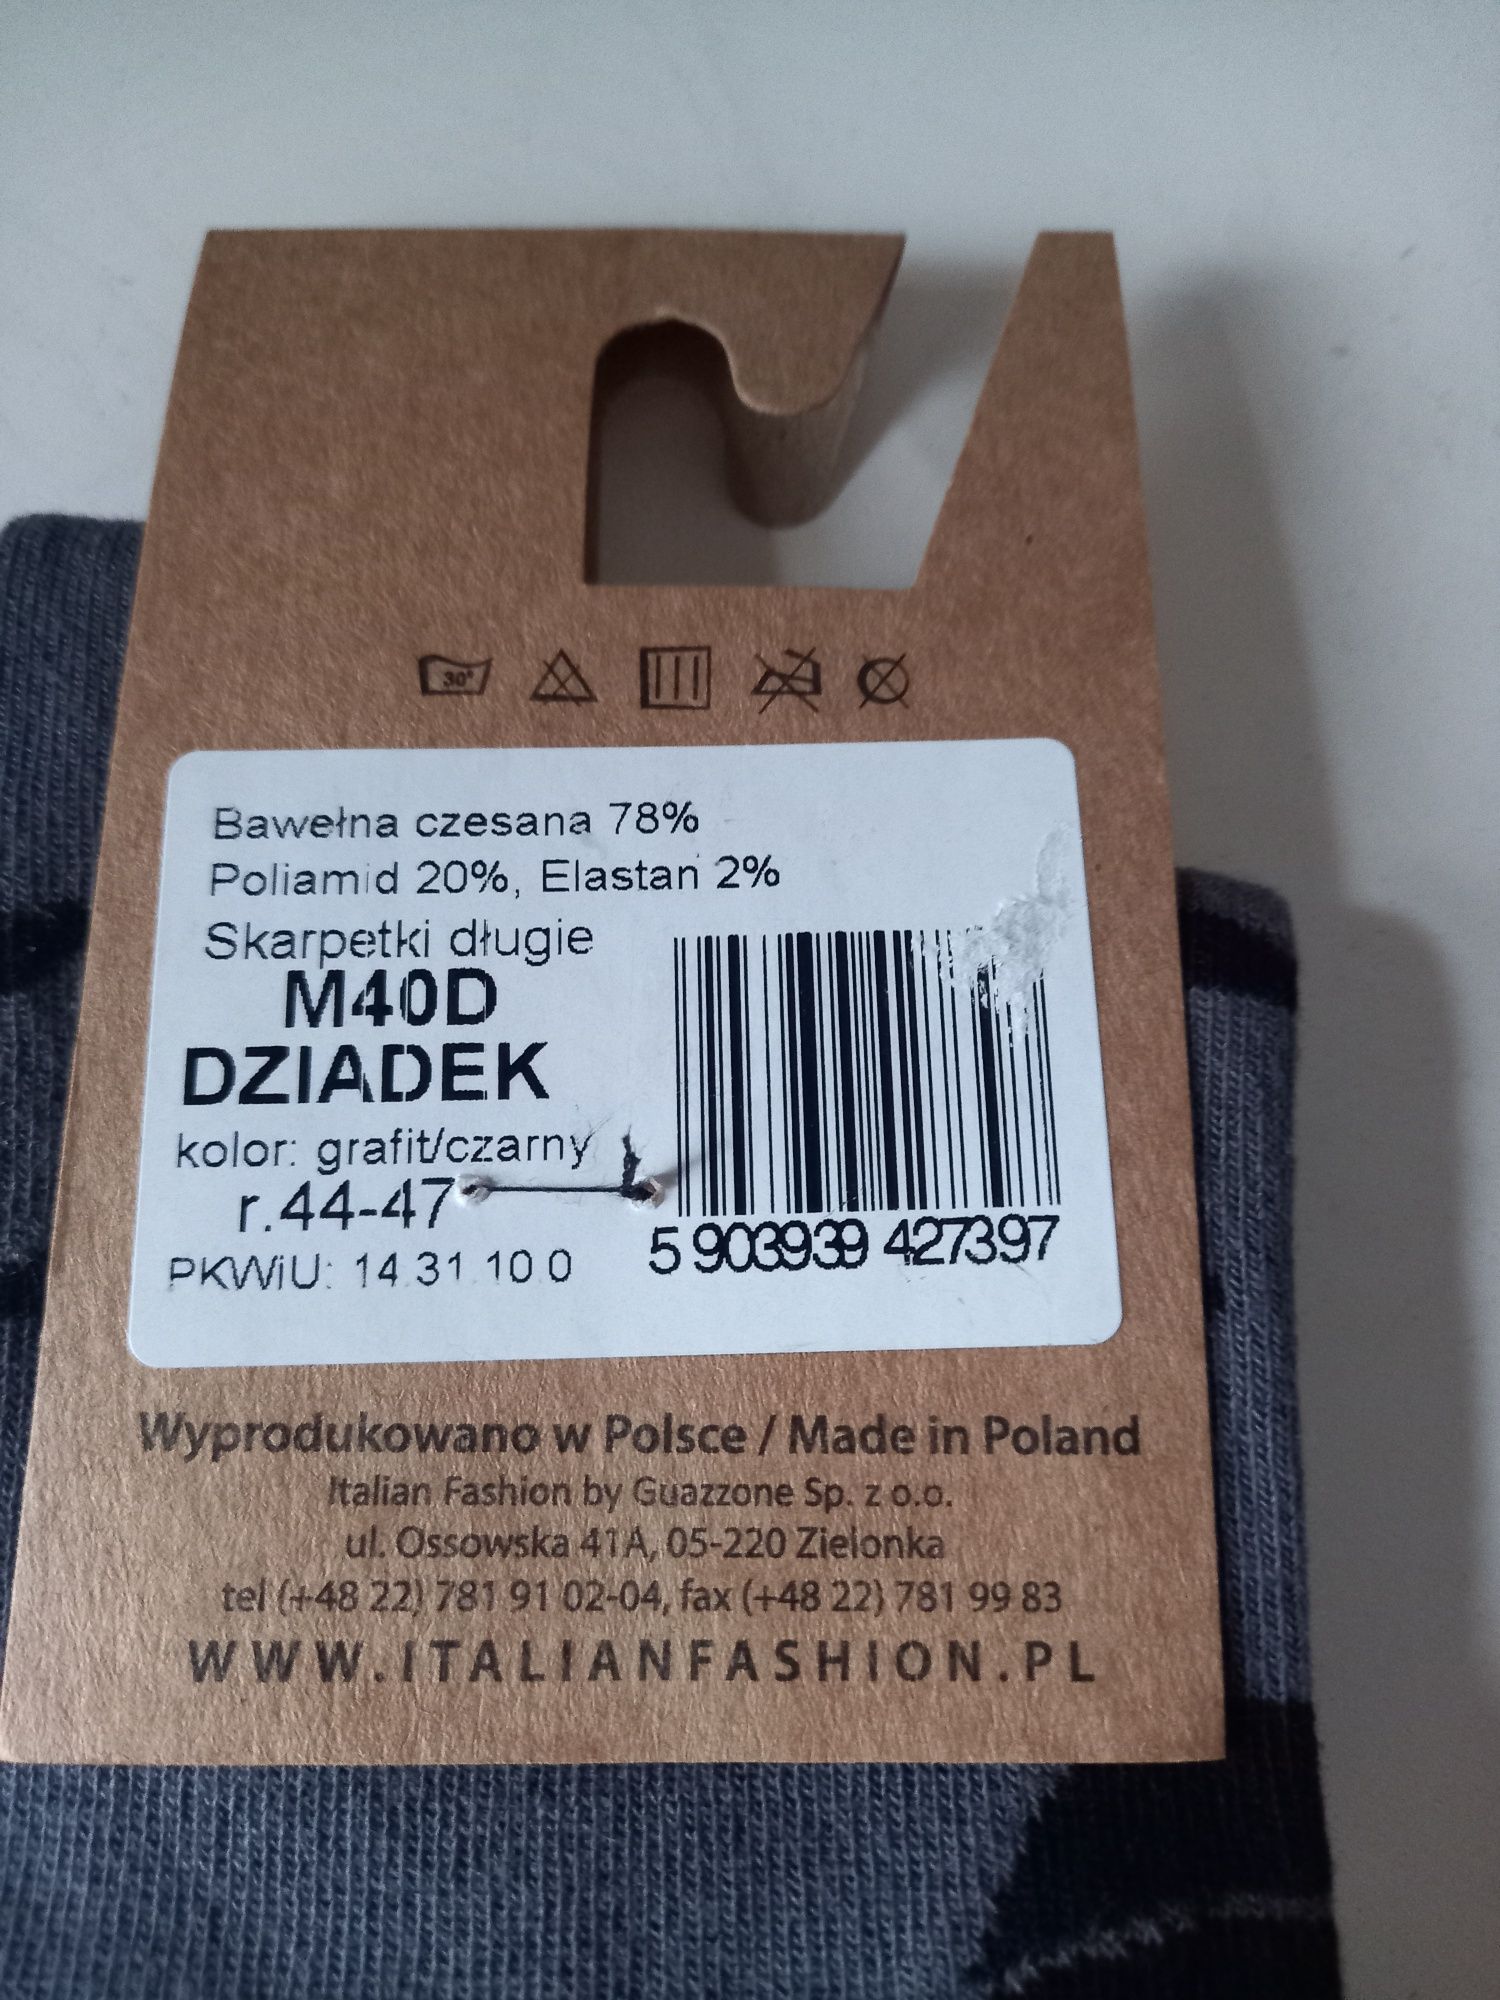 30°
Bawełna czesana 78%
Poliamid 20%, Elastan 2%
Skarpetki długie
M40D
DZIADEK
kolor: grafit/czarny
r.44-47
PKWiU: 14.31.10.0
5 903939 427397
Wyprodukowano w Polsce / Made in Poland
Italian Fashion by Guazzone Sp. z o.o.
ul. Ossowska 41A, 05-220 Zielonka
tel (+48 22) 781 91 02-04, fax (+48 22) 781 99 83
WWW.ITALIANFASHION.PL